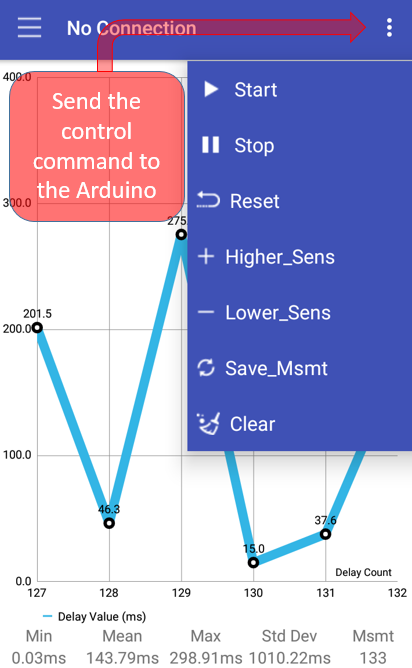 No Connection
Send the
control
command to
the Arduino
Start
Stop
Reset
Higher_Sens
Lower_Sens
Save_Msmt
Clear
400.0
300.0
200.0
100.0
0.0
201.5
46.3
275
15.0
37.6
Delay Count
127 128 129 130 131 132
Delay Value (ms)
Min Mean Max Std Dev Msmt
0.03ms 143.79ms 298.91ms 1010.22ms 133